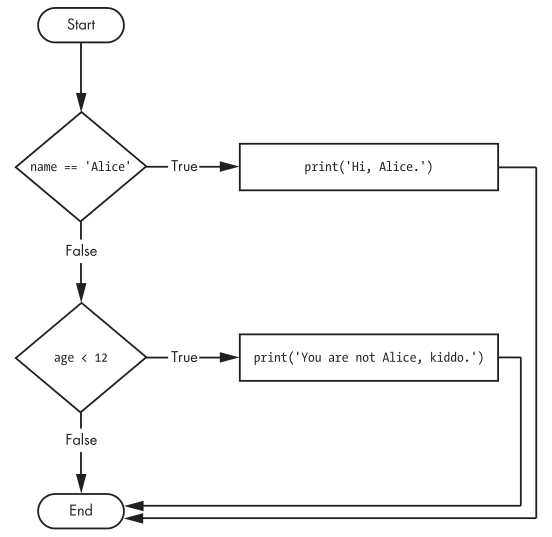 Start
name == 'Alice'
True
print('Hi, Alice.')
False
age < 12
True
print('You are not Alice, kiddo.')
False
End